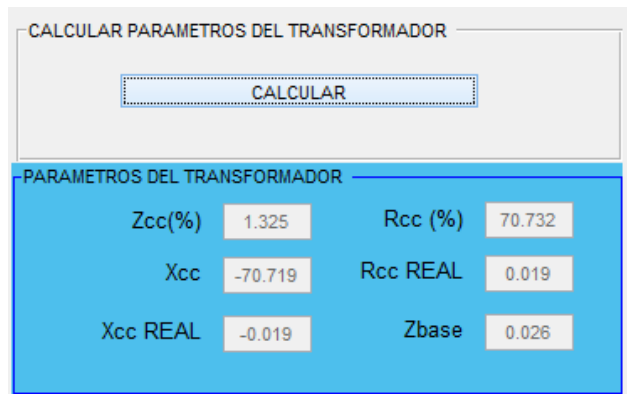 CALCULAR PARAMETROS DEL TRANSFORMADOR
CALCULAR
PARAMETROS DEL TRANSFORMADOR
Zcc(%) 1.325 Rcc (%) 70.732
Xcc -70.719 Rcc REAL 0.019
Xcc REAL -0.019 Zbase 0.026